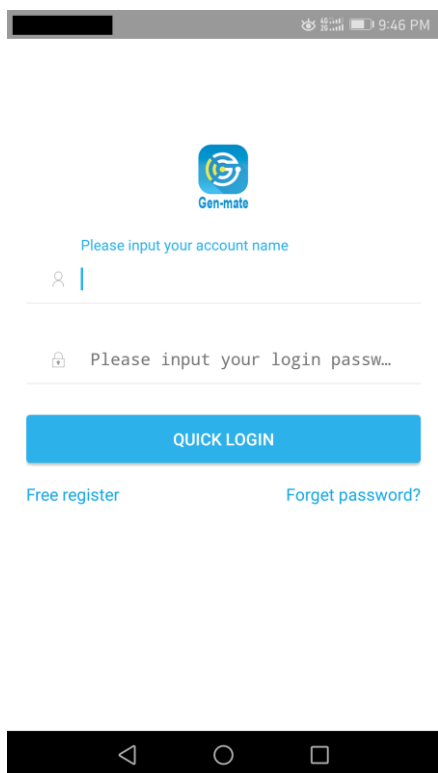 9:46 PM
Gen-mate
Please input your account name
Please input your login passw…
QUICK LOGIN
Free register Forget password?